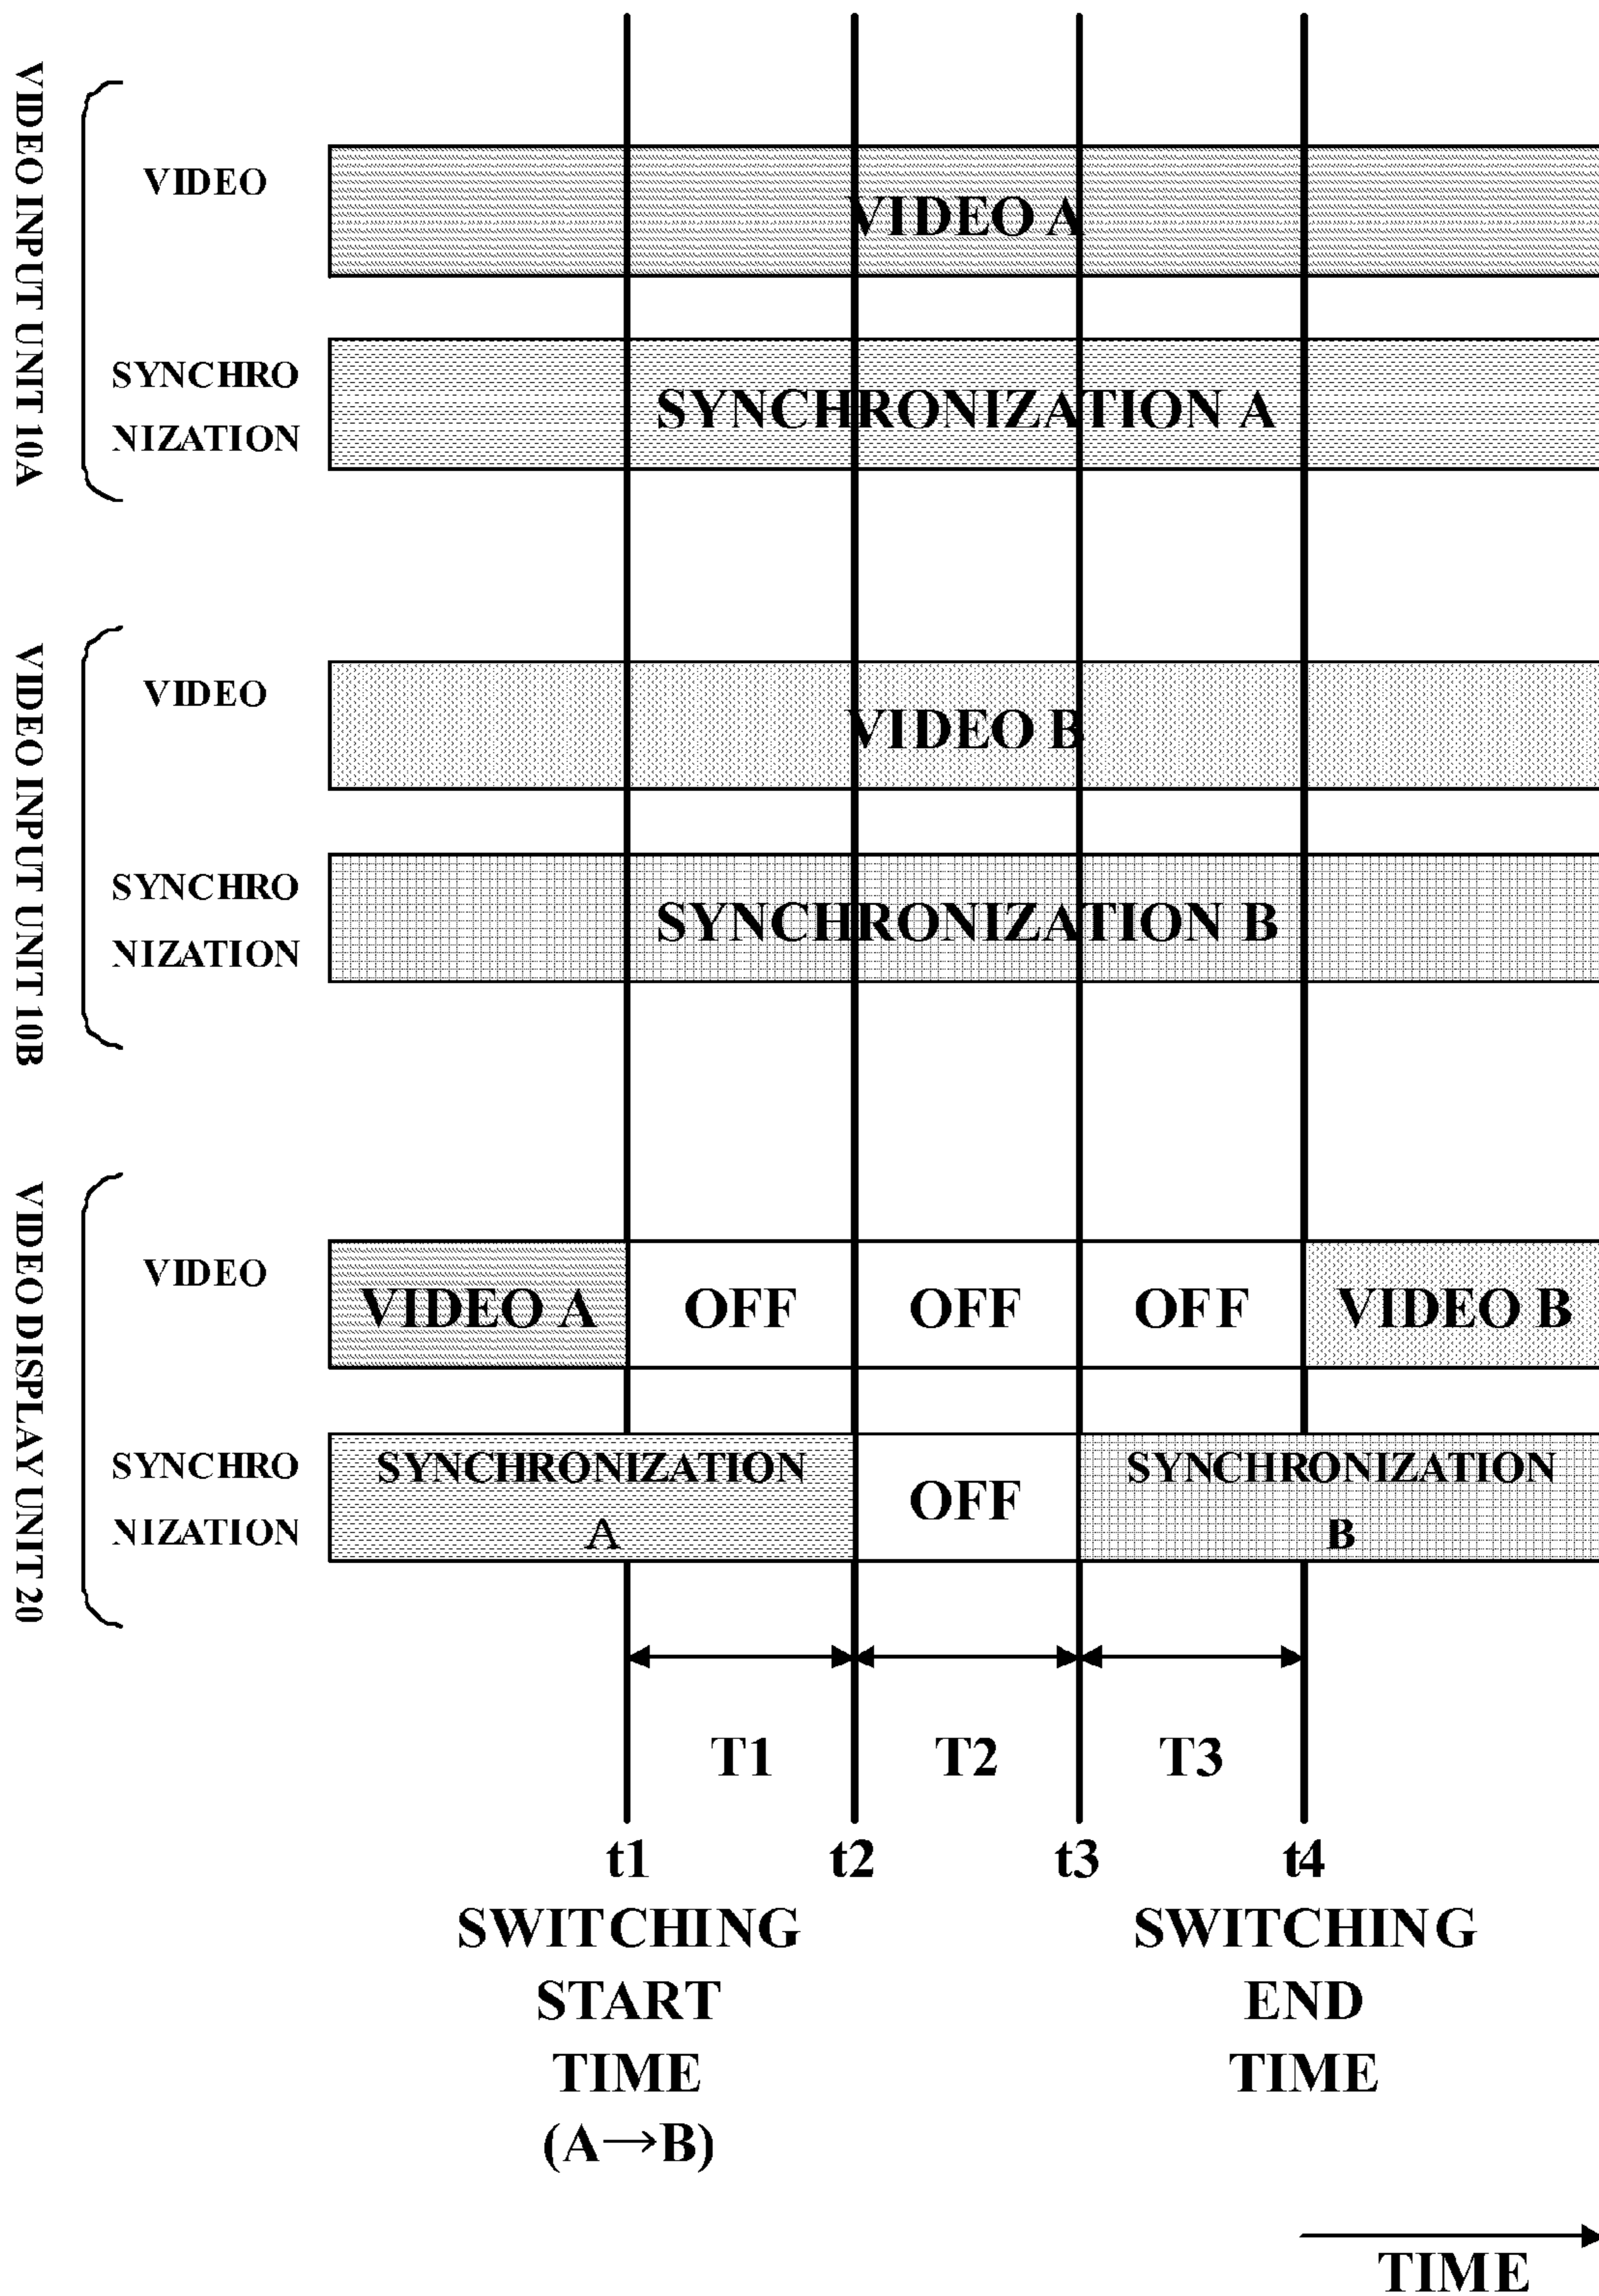 VIDEO INPUT UNIT 10A
VIDEO
VIDEO A
SYNCHRO
NIZATION
SYNCHRONIZATION A
VIDEO INPUT UNIT 10B
VIDEO
VIDEO B
SYNCHRO
NIZATION
SYNCHRONIZATION B
VIDEO DISPLAY UNIT 20
VIDEO
VIDEO A
OFF
OFF
OFF
VIDEO B
SYNCHRO
NIZATION
SYNCHRONIZATION
A
OFF
SYNCHRONIZATION
B
T1
T2
T3
t1
t2
t3
t4
SWITCHING
START
TIME
(A→B)
SWITCHING
END
TIME
TIME